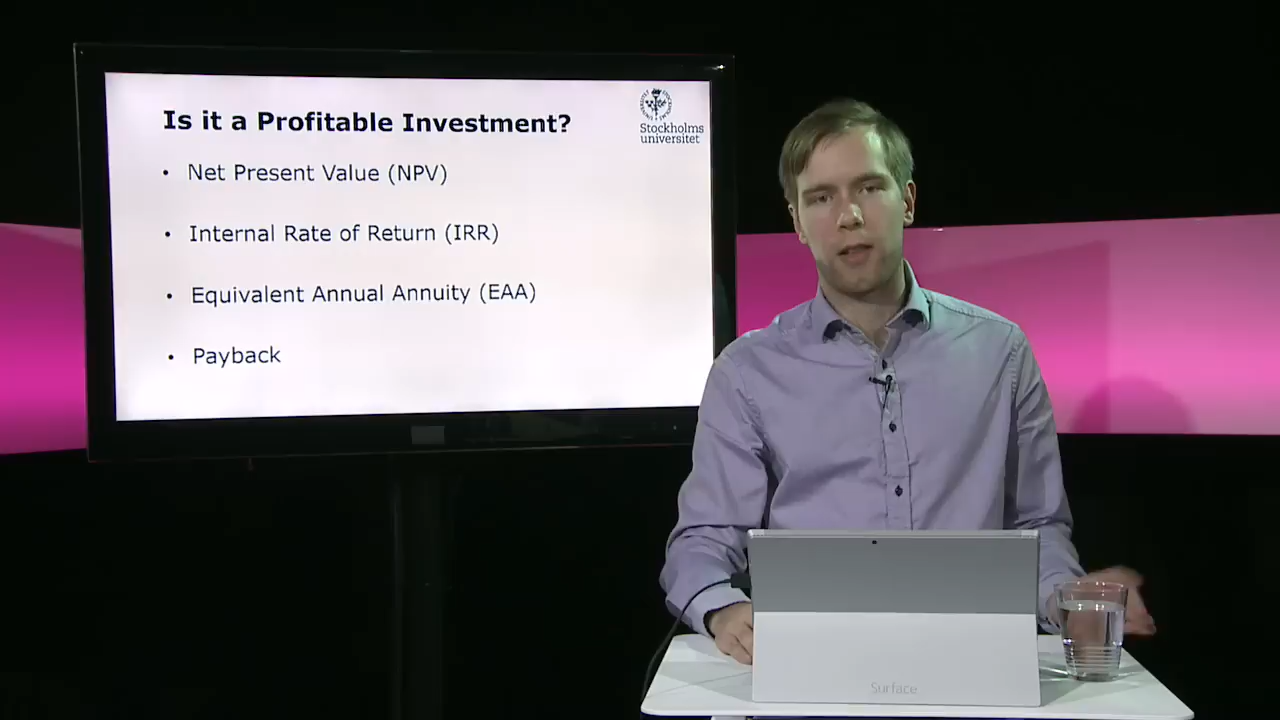 Is it a Profitable Investment?
Stockholms
universitet
• Net Present Value (NPV)
• Internal Rate of Return (IRR)
• Equivalent Annual Annuity (EAA)
• Payback
Surface